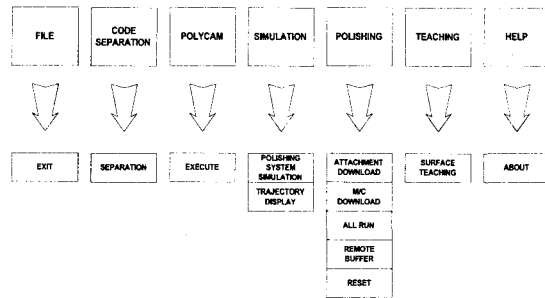 FILE
CODE
SEPARATION
POLYCAM
SIMULATION
POLISHING
TEACHING
HELP
EXIT
SEPARATION
EXECUTE
POLISHING
SYSTEM
SIMULATION
TRAJECTORY
DISPLAY
ATTACHMENT
DOWNLOAD
M/C
DOWNLOAD
ALL RUN
REMOTE
BUFFER
RESET
SURFACE
TEACHING
ABOUT